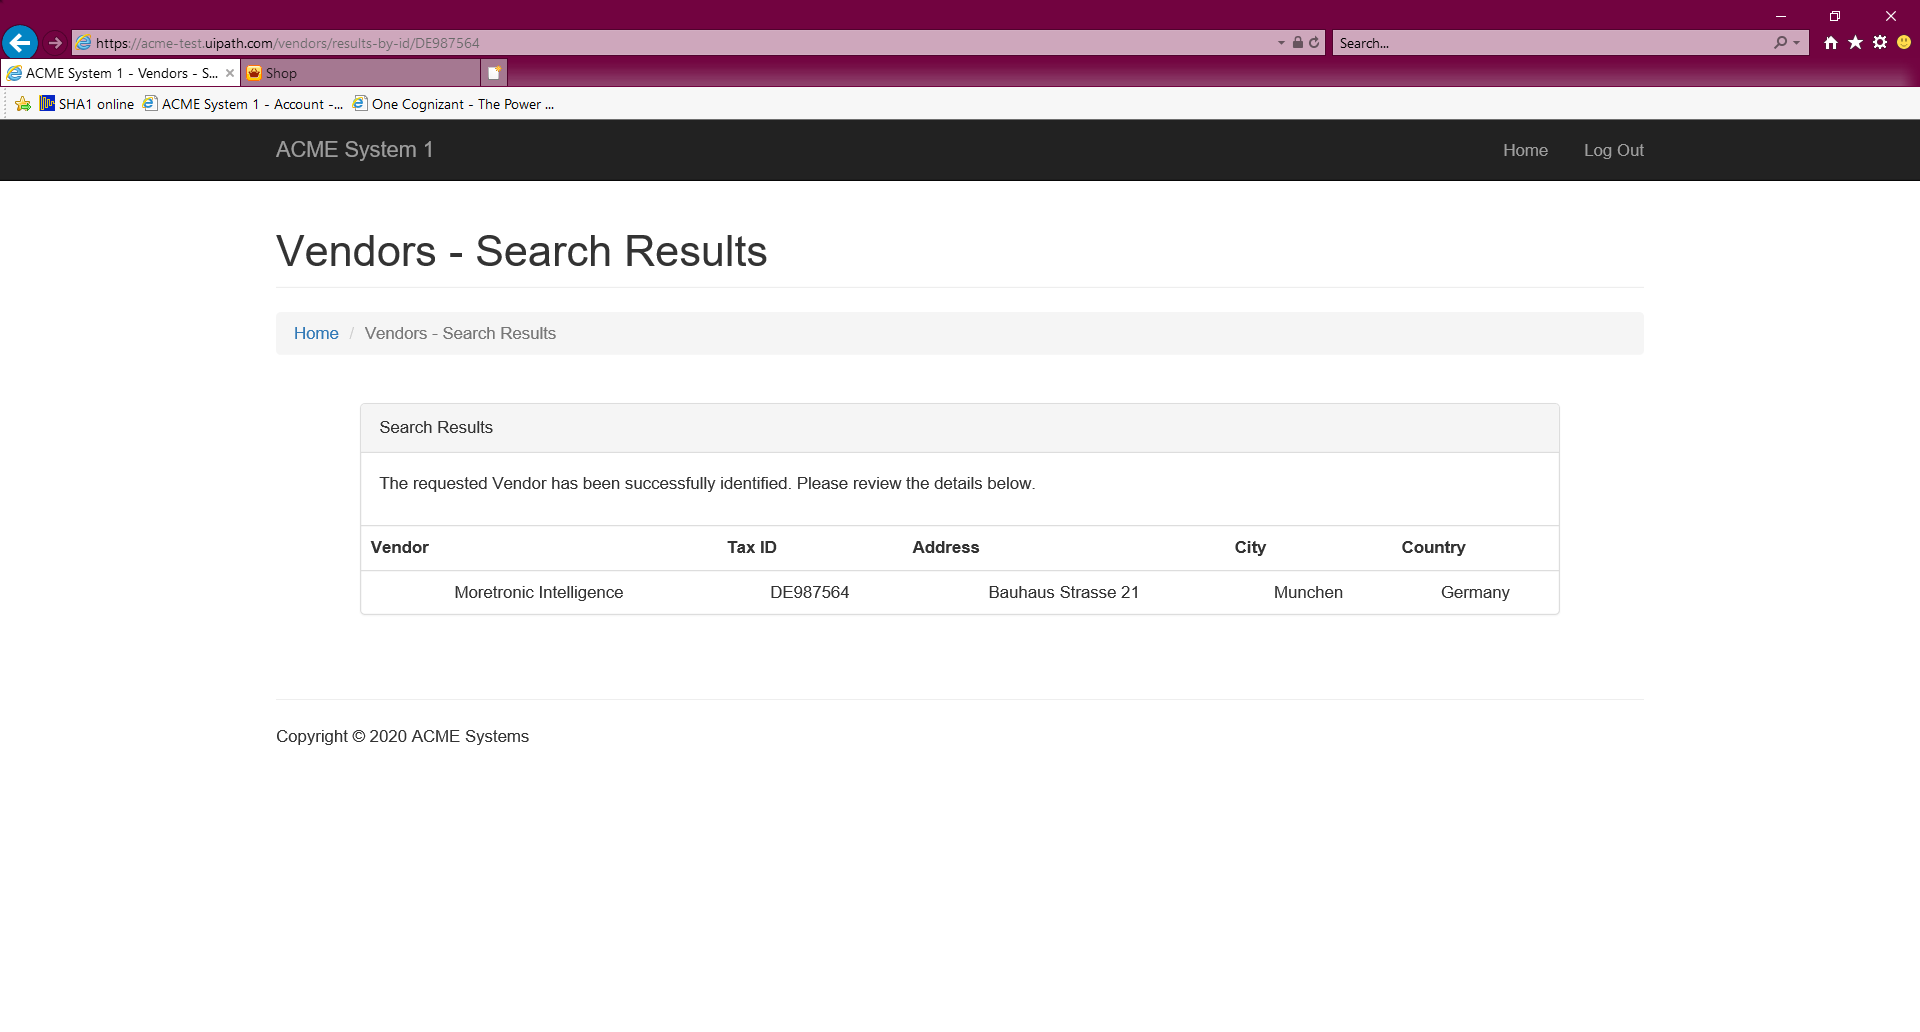 https://acme-test.uipath.com/vendors/results-by-id/DE987564
Search...
ACME System 1 - Vendors - S...
Shop
SHA1 online
ACME System 1 - Account -...
One Cognizant - The Power ...
ACME System 1
Home
Log Out
Vendors - Search Results
Home / Vendors - Search Results
Search Results
The requested Vendor has been successfully identified. Please review the details below.
Vendor Tax ID Address City Country
Moretronic Intelligence DE987564 Bauhaus Strasse 21 Munchen Germany
Copyright © 2020 ACME Systems